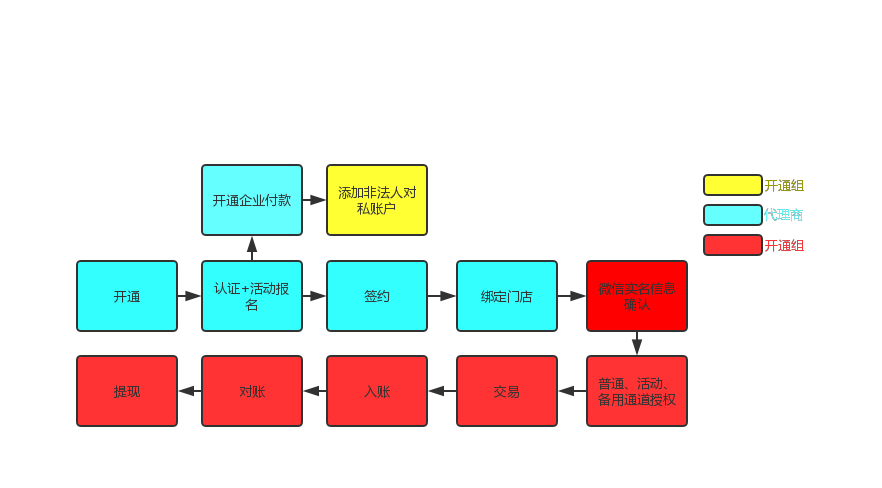 开通企业付款
添加非法人对
私账户
开通组
代理商
开通组
开通
认证+活动报
名
签约
绑定门店
微信实名信息
确认
提现
对账
入账
交易
普通、活动、
备用通道授权